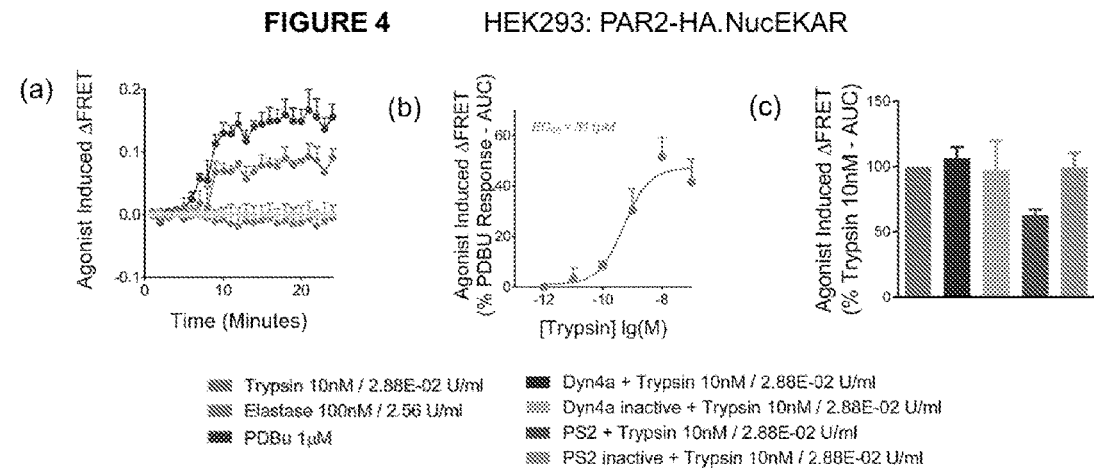 FIGURE 4 HEK293: PAR2-HA.NucEKAR
(a)
Agonist Induced ΔFRET
0.2
0.1
0.0
-0.1
0 10 20
Time (Minutes)
(b)
Agonist Induced ΔFRET
(% PDBU Response - AUC)
60
40
20
0
-12 -10 -8
[Trypsin] lg(M)
(c)
Agonist Induced ΔFRET
(% Trypsin 10nM - AUC)
150
100
50
0
Trypsin 10nM / 2.88E-02 U/ml
Elastase 100nM / 2.56 U/ml
PDBu 1µM
Dyn4a + Trypsin 10nM / 2.88E-02 U/ml
Dyn4a inactive + Trypsin 10nM / 2.88E-02 U/ml
PS2 + Trypsin 10nM / 2.88E-02 U/ml
PS2 inactive + Trypsin 10nM / 2.88E-02 U/ml